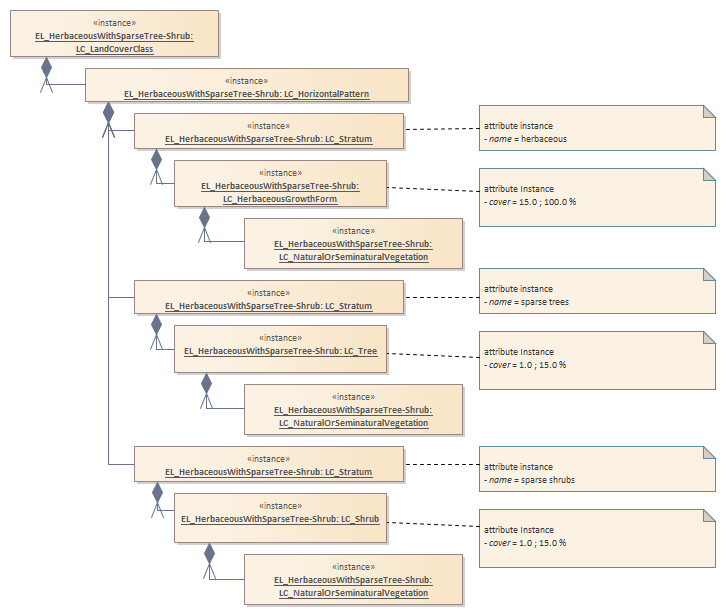 «instance»
EL_HerbaceousWithSparseTree-Shrub:
LC_LandCoverClass
«instance»
EL_HerbaceousWithSparseTree-Shrub: LC_HorizontalPattern
«instance»
EL_HerbaceousWithSparseTree-Shrub: LC_Stratum
attribute instance
- name = herbaceous
«instance»
EL_HerbaceousWithSparseTree-Shrub:
LC_HerbaceousGrowthForm
attribute Instance
- cover = 15.0 ; 100.0 %
«instance»
EL_HerbaceousWithSparseTree-Shrub:
LC_NaturalOrSeminaturalVegetation
«instance»
EL_HerbaceousWithSparseTree-Shrub: LC_Stratum
attribute instance
- name = sparse trees
«instance»
EL_HerbaceousWithSparseTree-Shrub: LC_Tree
attribute Instance
- cover = 1.0 ; 15.0 %
«instance»
EL_HerbaceousWithSparseTree-Shrub:
LC_NaturalOrSeminaturalVegetation
«instance»
EL_HerbaceousWithSparseTree-Shrub: LC_Stratum
attribute instance
- name = sparse shrubs
«instance»
EL_HerbaceousWithSparseTree-Shrub: LC_Shrub
attribute Instance
- cover = 1.0 ; 15.0 %
«instance»
EL_HerbaceousWithSparseTree-Shrub:
LC_NaturalOrSeminaturalVegetation